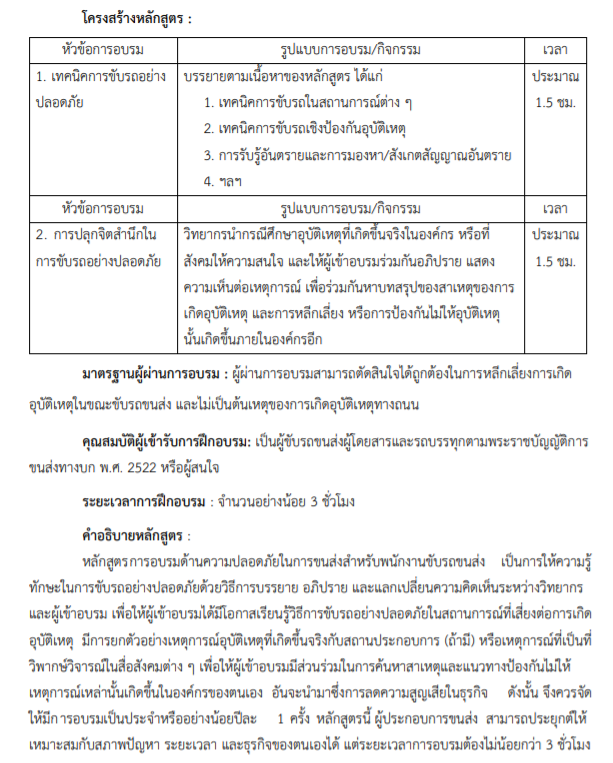 โครงสร้างหลักสูตร :
หัวข้อการอบรม รูปแบบการอบรม/กิจกรรม เวลา
1. เทคนิคการขับรถอย่าง บรรยายตามเนื้อหาของหลักสูตร ได้แก่ ประมาณ
ปลอดภัย 1. เทคนิคการขับรถในสถานการณ์ต่าง ๆ 1.5 ชม.
2. เทคนิคการขับรถเชิงป้องกันอุบัติเหตุ
3. การรับรู้อันตรายและการมองหา/สังเกตสัญญาณอันตราย
4. ฯลฯ
หัวข้อการอบรม รูปแบบการอบรม/กิจกรรม เวลา
2. การปลุกจิตสำนึกใน วิทยากรนำกรณีศึกษาอุบัติเหตุที่เกิดขึ้นจริงในองค์กร หรือที่ ประมาณ
การขับรถอย่างปลอดภัย สังคมให้ความสนใจ และให้ผู้เข้าอบรมร่วมกันอภิปราย แสดง 1.5 ชม.
ความเห็นต่อเหตุการณ์ เพื่อร่วมกันหาบทสรุปของสาเหตุของการ
เกิดอุบัติเหตุ และการหลีกเลี่ยง หรือการป้องกันไม่ให้อุบัติเหตุ
นั้นเกิดขึ้นภายในองค์กรอีก
มาตรฐานผู้ผ่านการอบรม : ผู้ผ่านการอบรมสามารถตัดสินใจได้ถูกต้องในการหลีกเลี่ยงการเกิด
อุบัติเหตุในขณะขับรถขนส่ง และไม่เป็นต้นเหตุของการเกิดอุบัติเหตุทางถนน
คุณสมบัติผู้เข้ารับการฝึกอบรม: เป็นผู้ขับรถขนส่งผู้โดยสารและรถบรรทุกตามพระราชบัญญัติการ
ขนส่งทางบก พ.ศ. 2522 หรือผู้สนใจ
ระยะเวลาการฝึกอบรม : จำนวนอย่างน้อย 3 ชั่วโมง
คำอธิบายหลักสูตร :
หลักสูตรการอบรมด้านความปลอดภัยในการขนส่งสำหรับพนักงานขับรถขนส่ง เป็นการให้ความรู้
ทักษะในการขับรถอย่างปลอดภัยด้วยวิธีการบรรยาย อภิปราย และแลกเปลี่ยนความคิดเห็นระหว่างวิทยากร
และผู้เข้าอบรม เพื่อให้ผู้เข้าอบรมได้มีโอกาสเรียนรู้วิธีการขับรถอย่างปลอดภัยในสถานการณ์ที่เสี่ยงต่อการเกิด
อุบัติเหตุ มีการยกตัวอย่างเหตุการณ์อุบัติเหตุที่เกิดขึ้นจริงกับสถานประกอบการ (ถ้ามี) หรือเหตุการณ์ที่เป็นที่
วิพากษ์วิจารณ์ในสื่อสังคมต่าง ๆ เพื่อให้ผู้เข้าอบรมมีส่วนร่วมในการค้นหาสาเหตุและแนวทางป้องกันไม่ให้
เหตุการณ์เหล่านั้นเกิดขึ้นในองค์กรของตนเอง อันจะนำมาซึ่งการลดความสูญเสียในธุรกิจ ดังนั้น จึงควรจัด
ให้มีการอบรมเป็นประจำหรืออย่างน้อยปีละ 1 ครั้ง หลักสูตรนี้ ผู้ประกอบการขนส่ง สามารถประยุกต์ให้
เหมาะสมกับสภาพปัญหา ระยะเวลา และธุรกิจของตนเองได้ แต่ระยะเวลาการอบรมต้องไม่น้อยกว่า 3 ชั่วโมง